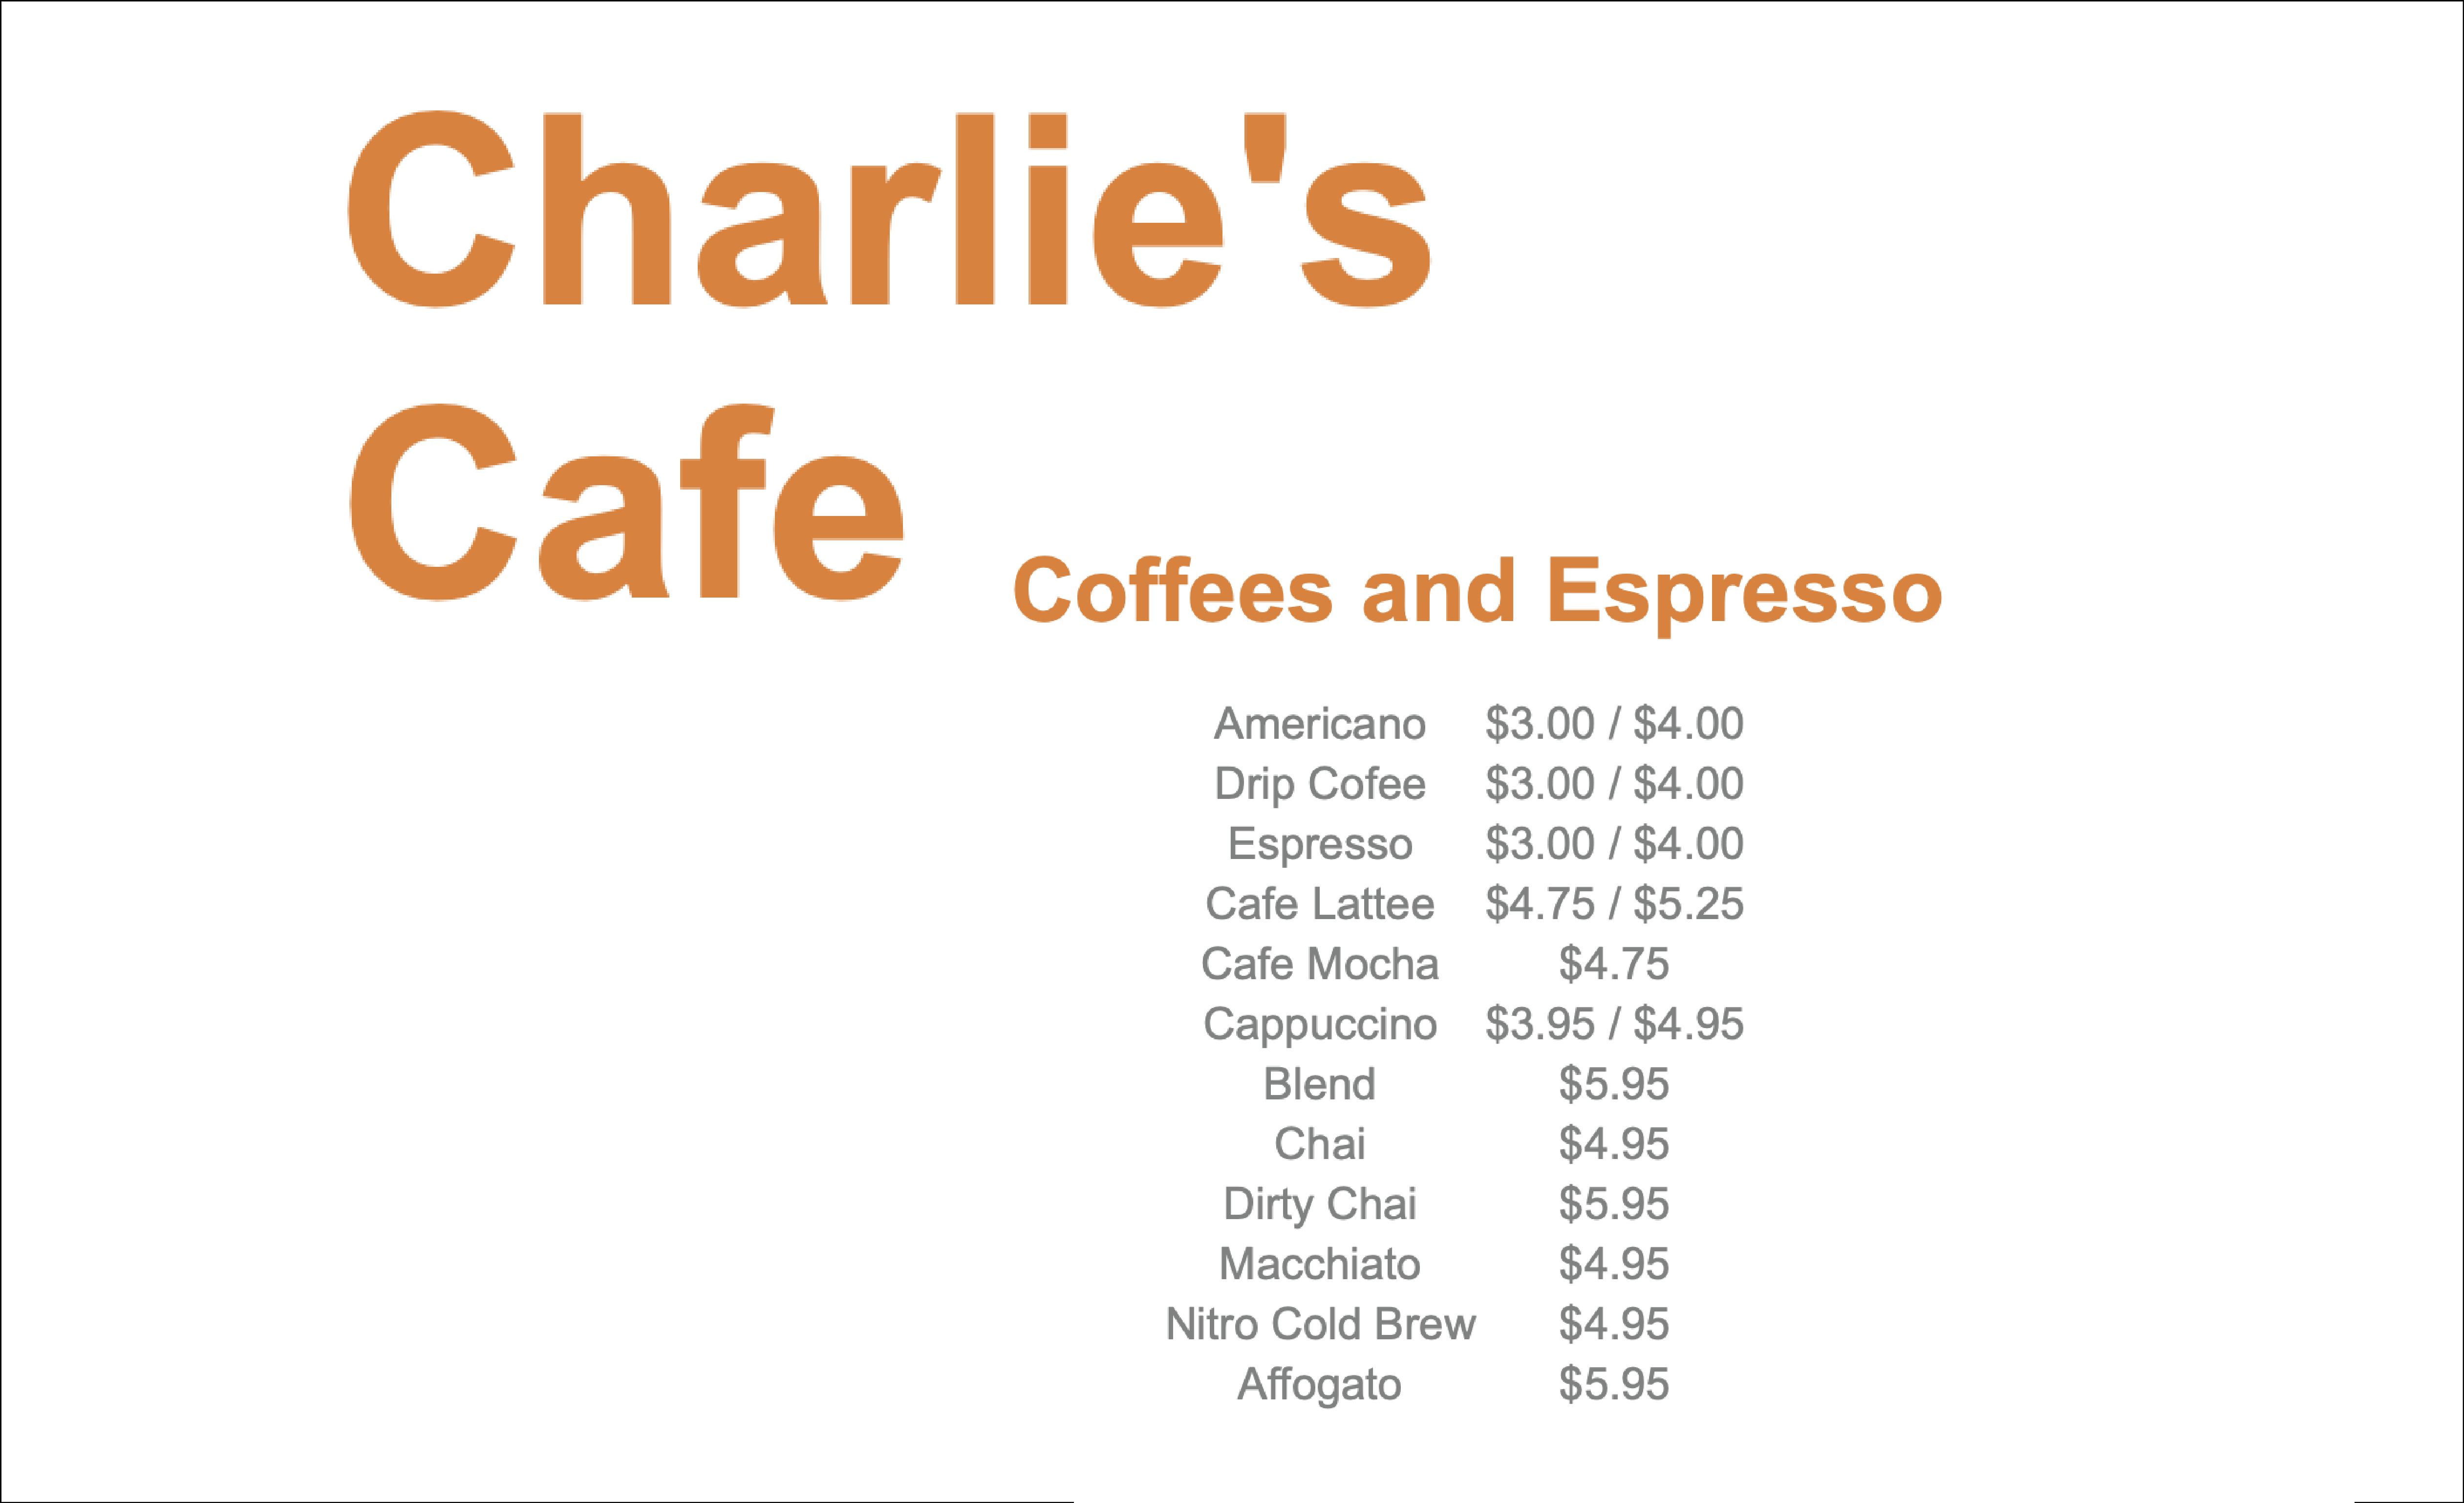 Charlie's
Cafe
Coffees and Espresso
Americano $3.00 / $4.00
Drip Cofee $3.00 / $4.00
Espresso $3.00 / $4.00
Cafe Lattee $4.75 / $5.25
Cafe Mocha $4.75
Cappuccino $3.95 / $4.95
Blend $5.95
Chai $4.95
Dirty Chai $5.95
Macchiato $4.95
Nitro Cold Brew $4.95
Affogato $5.95